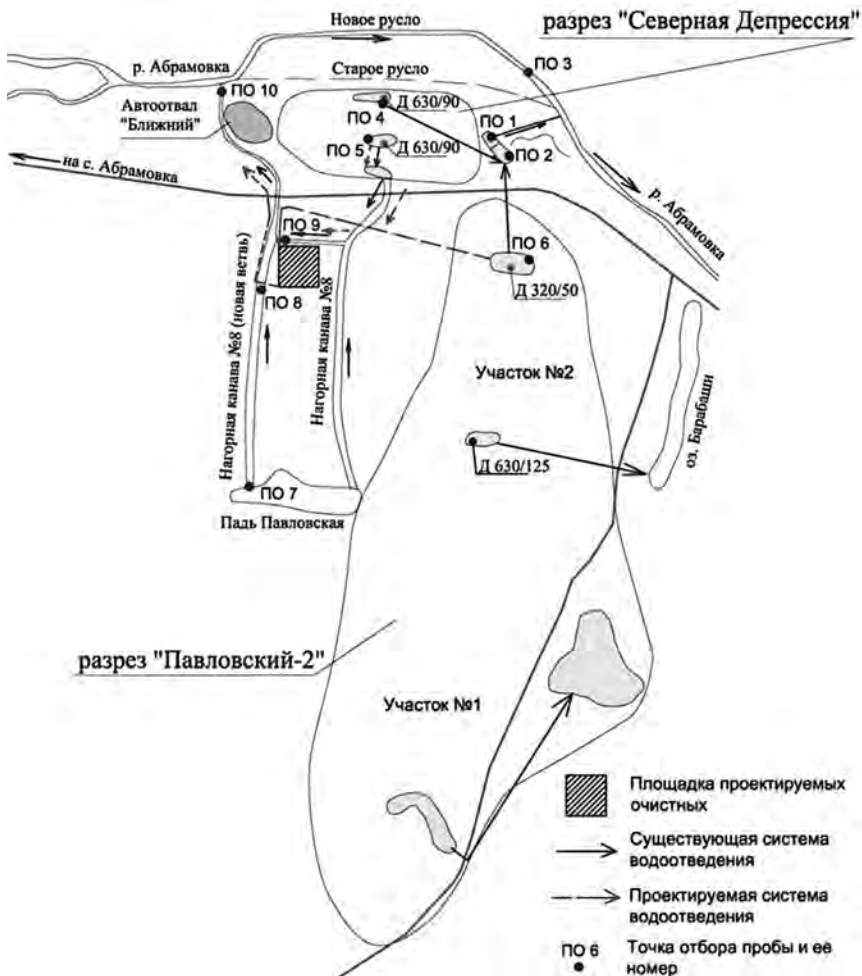 Новое русло
разрез "Северная Депрессия"
р. Абрамовка
Старое русло
ПО 3
ПО 10
Автоотвал
"Ближний"
Д 630/90
ПО 4
ПО 1
ПО 5
Д 630/90
ПО 2
на с. Абрамовка
р. Абрамовка
ПО 9
ПО 6
Д 320/50
ПО 8
Нагорная канава №8 (новая вствь)
Нагорная канава №8
Участок №2
оз. Барабаши
Д 630/125
ПО 7
Падь Павловская
разрез "Павловский-2"
Участок №1
Площадка проектируемых
очистных
Существующая система
водоотведения
Проектируемая система
водоотведения
ПО 6
Точка отбора пробы и ее
номер